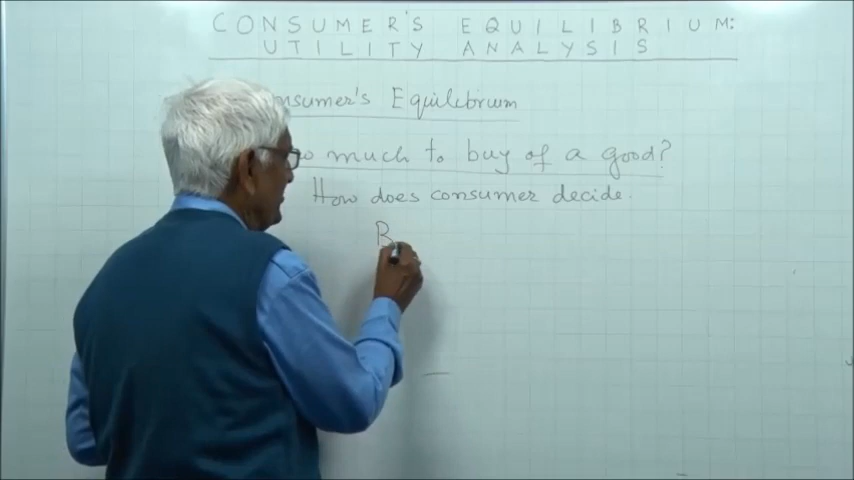 CONSUMER'S EQUILIBRIUM:
UTILITY ANALYSIS
nsumer's Equilibrium
much to buy of a good?
How does consumer decide.
B